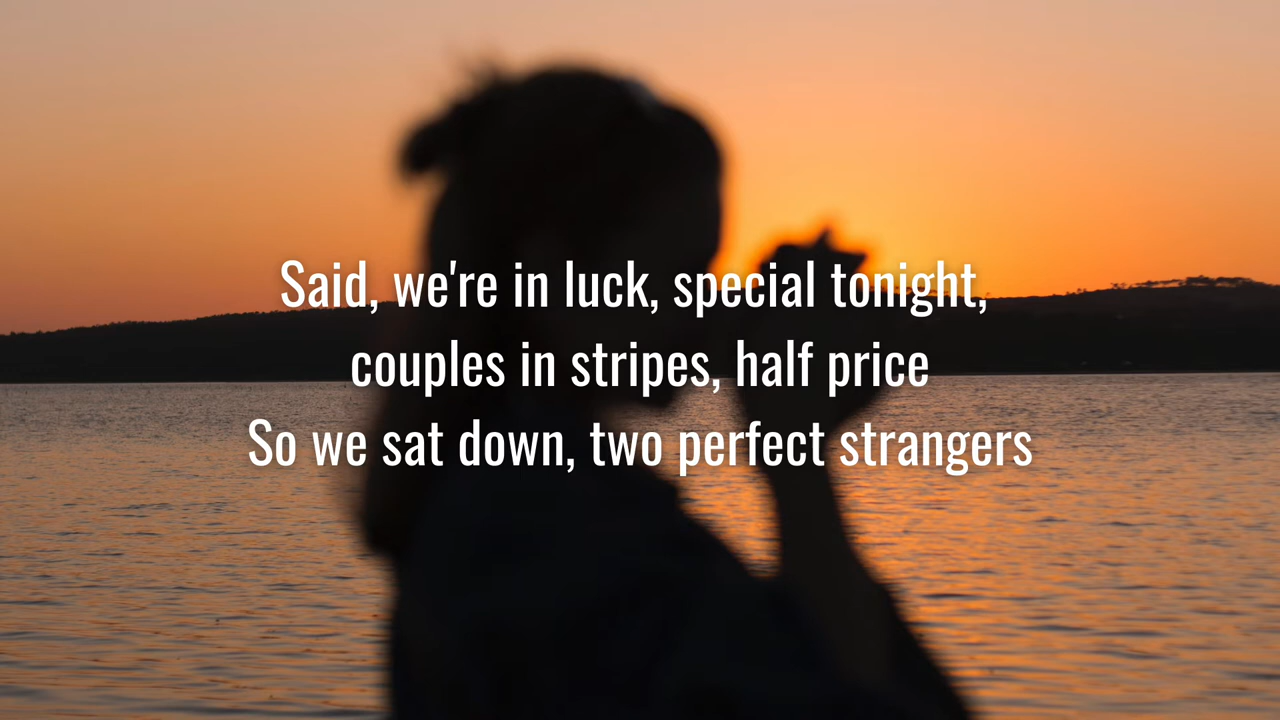 Said, we're in luck, special tonight,
couples in stripes, half price
So we sat down, two perfect strangers